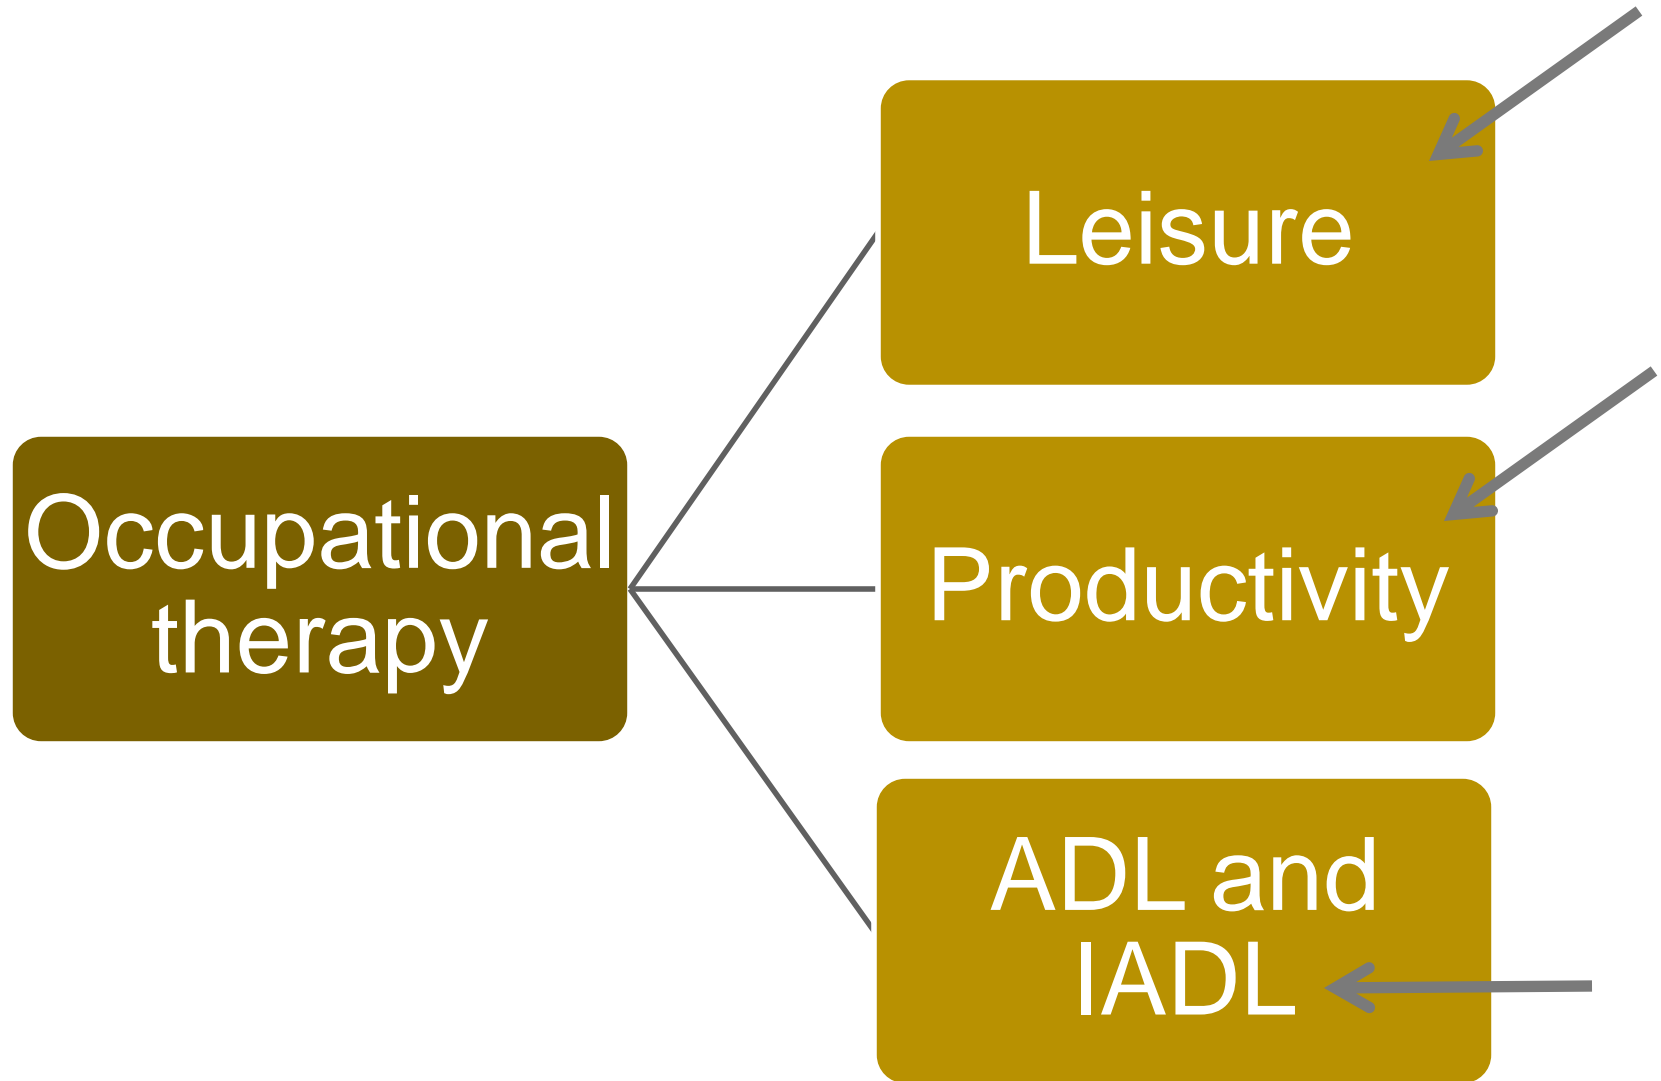 Occupational
therapy
Leisure
Productivity
ADL and
IADL